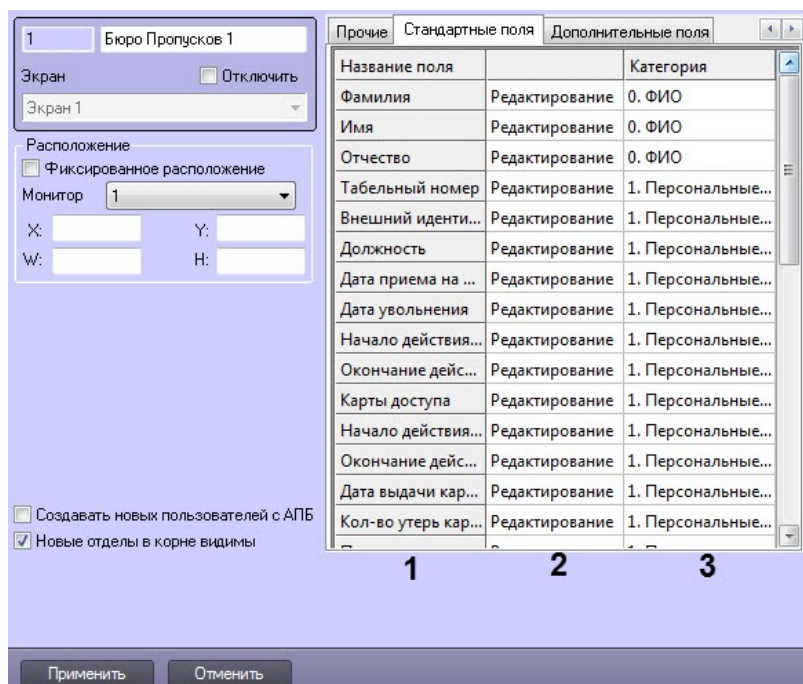 1 Бюро Пропусков 1
Экран Отключить
Экран 1
Расположение
Фиксированное расположение
Монитор 1
X: Y:
W: H:
Создавать новых пользователей с АПБ
Новые отделы в корне видимы
Прочие Стандартные поля Дополнительные поля
Название поля Категория
Фамилия Редактирование 0. ФИО
Имя Редактирование 0. ФИО
Отчество Редактирование 0. ФИО
Табельный номер Редактирование 1. Персональные...
Внешний иденти... Редактирование 1. Персональные...
Должность Редактирование 1. Персональные...
Дата приема на ... Редактирование 1. Персональные...
Дата увольнения Редактирование 1. Персональные...
Начало действия... Редактирование 1. Персональные...
Окончание дейс... Редактирование 1. Персональные...
Карты доступа Редактирование 1. Персональные...
Начало действия... Редактирование 1. Персональные...
Окончание дейс... Редактирование 1. Персональные...
Дата выдачи кар... Редактирование 1. Персональные...
Кол-во утерь кар... Редактирование 1. Персональные...
1 2 3
Применить Отменить